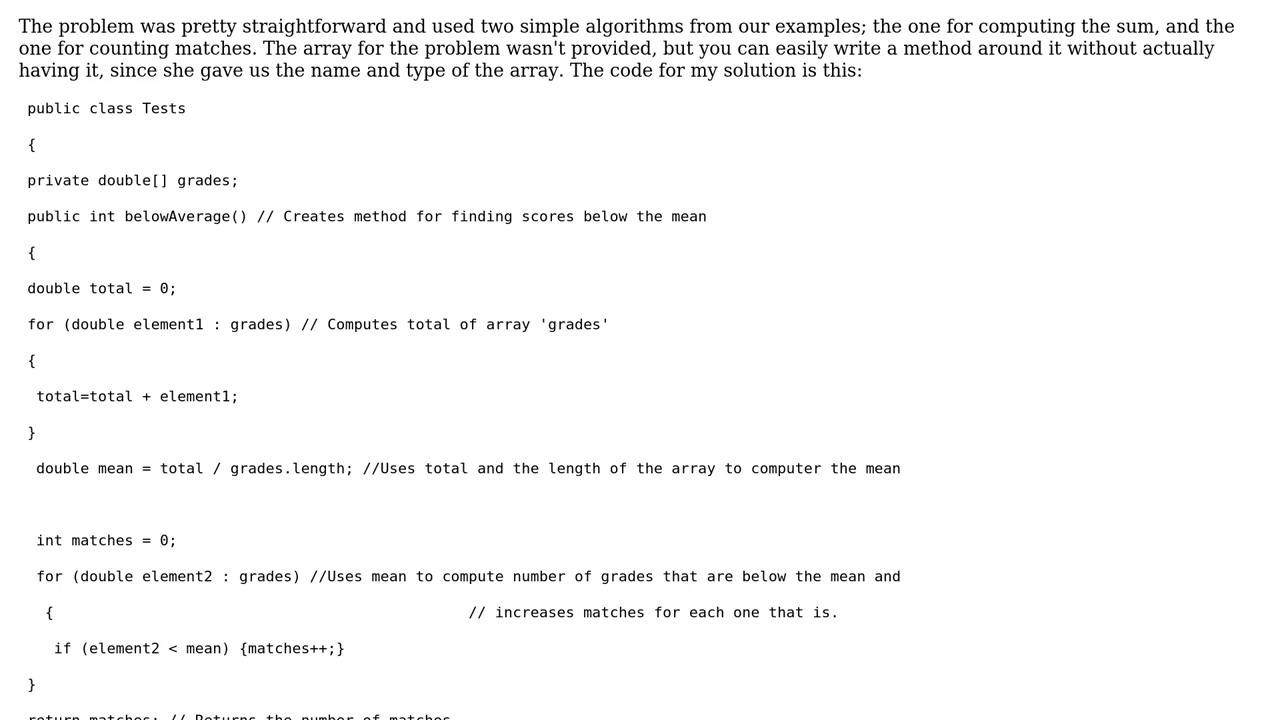 The problem was pretty straightforward and used two simple algorithms from our examples; the one for computing the sum, and the
one for counting matches. The array for the problem wasn't provided, but you can easily write a method around it without actually
having it, since she gave us the name and type of the array. The code for my solution is this:
public class Tests
{
private double[] grades;
public int belowAverage() // Creates method for finding scores below the mean
{
double total = 0;
for (double element1 : grades) // Computes total of array 'grades'
{
total=total + element1;
}
double mean = total / grades.length; //Uses total and the length of the array to computer the mean
int matches = 0;
for (double element2 : grades) //Uses mean to compute number of grades that are below the mean and
{ // increases matches for each one that is.
if (element2 < mean) {matches++;}
}
return matches; // Returns the number of matches